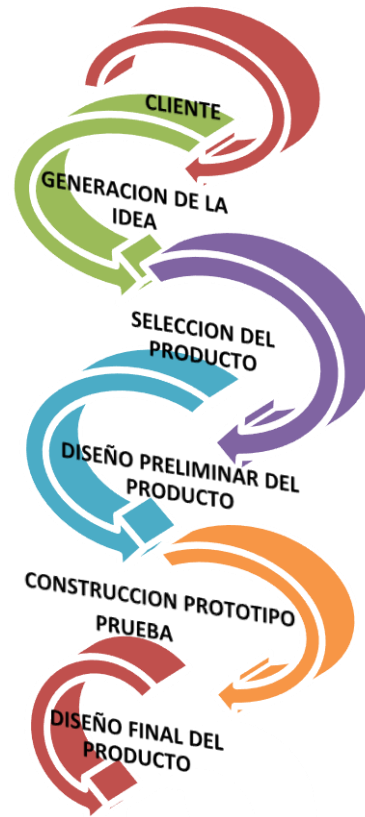 CLIENTE
GENERACION DE LA
IDEA
SELECCION DEL
PRODUCTO
DISEÑO PRELIMINAR DEL
PRODUCTO
CONSTRUCCION PROTOTIPO
PRUEBA
DISEÑO FINAL DEL
PRODUCTO